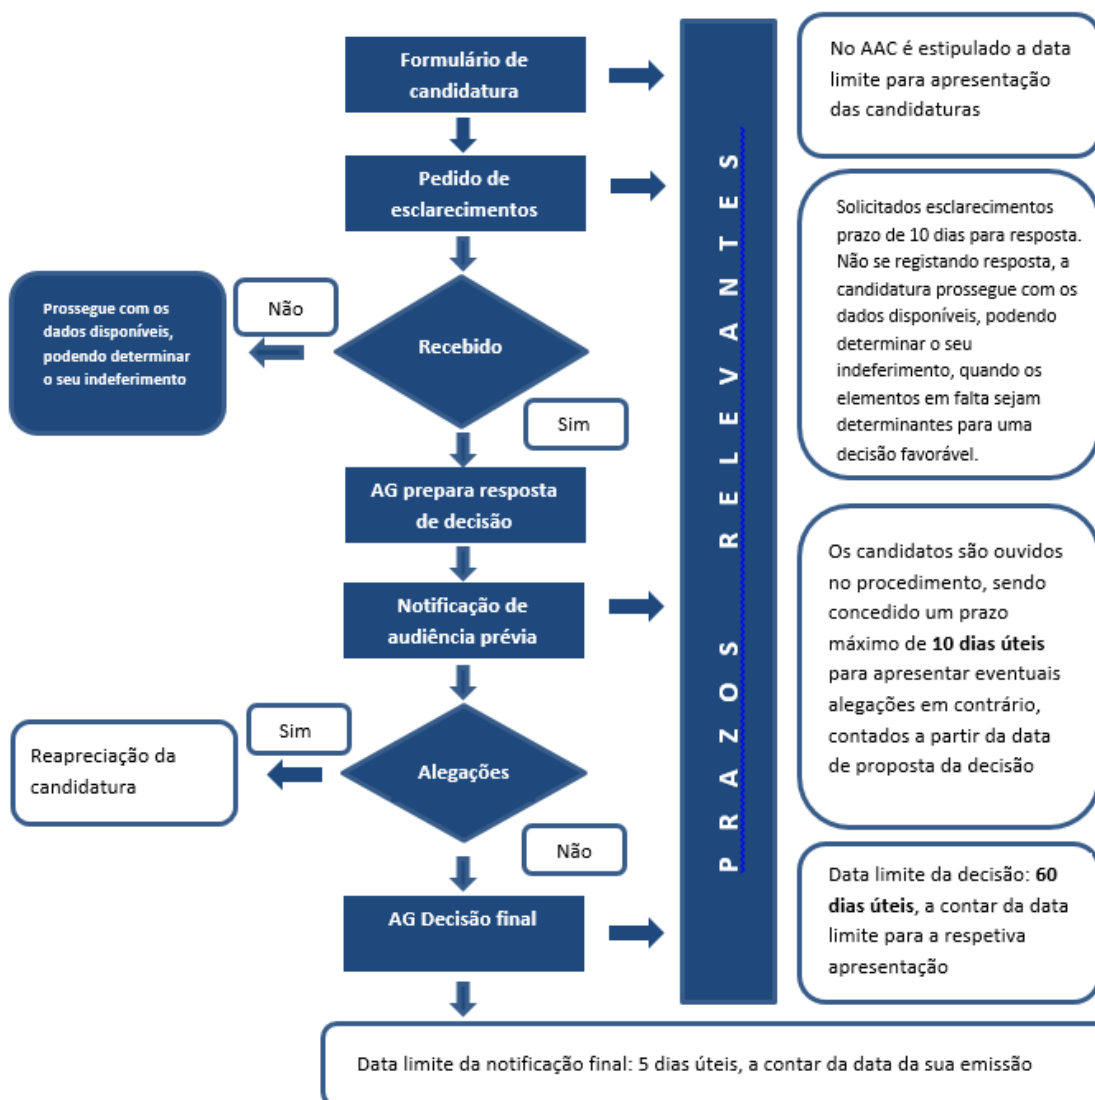 Formulário de
candidatura
No AAC é estipulado a data
limite para apresentação
das candidaturas
Pedido de
esclarecimentos
Solicitados esclarecimentos
prazo de 10 dias para resposta.
Não se registando resposta, a
candidatura prossegue com os
dados disponíveis, podendo
determinar o seu
indeferimento, quando os
elementos em falta sejam
determinantes para uma
decisão favorável.
Prossegue com os
dados disponíveis,
podendo determinar
o seu indeferimento
Não
Recebido
Sim
AG prepara resposta
de decisão
Notificação de
audiência prévia
Os candidatos são ouvidos
no procedimento, sendo
concedido um prazo
máximo de 10 dias úteis
para apresentar eventuais
alegações em contrário,
contados a partir da data
de proposta da decisão
Reapreciação da
candidatura
Sim
Alegações
Não
AG Decisão final
Data limite da decisão: 60
dias úteis, a contar da data
limite para a respetiva
apresentação
PRAZOS RELEVANTES
Data limite da notificação final: 5 dias úteis, a contar da data da sua emissão